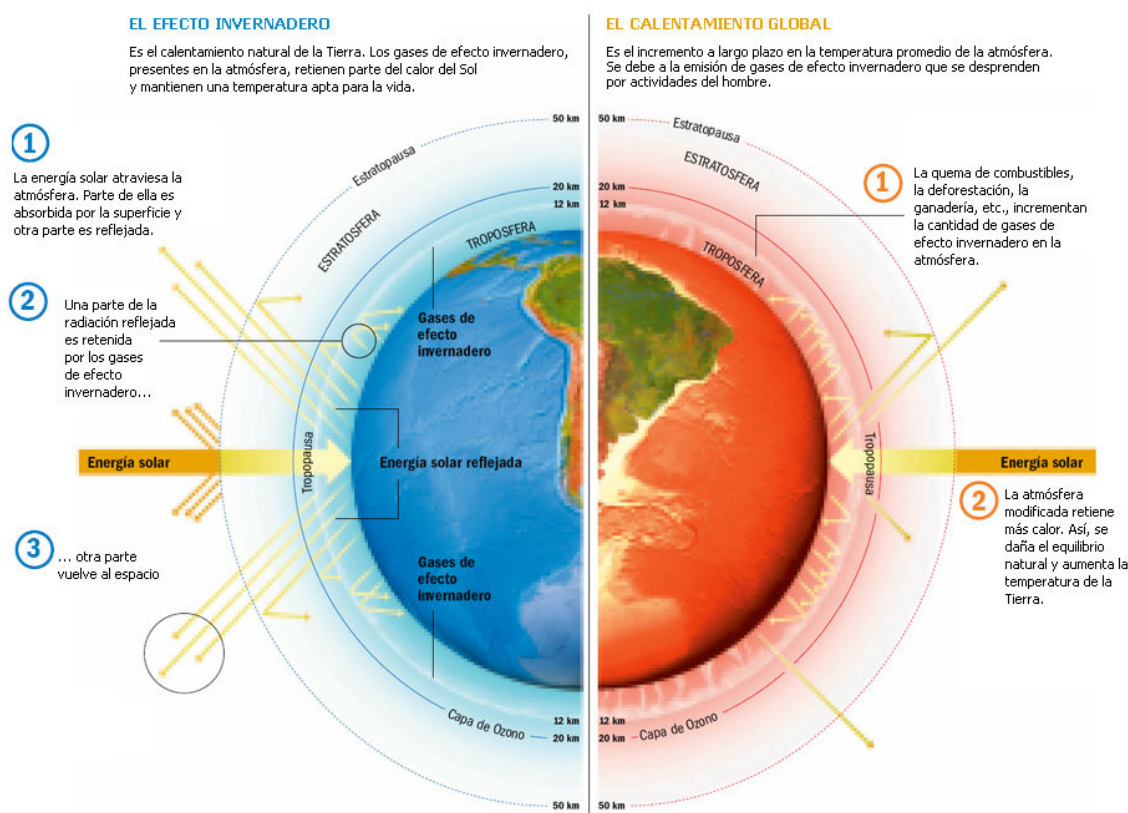 EL EFECTO INVERNADERO
Es el calentamiento natural de la Tierra. Los gases de efecto invernadero,
presentes en la atmósfera, retienen parte del calor del Sol
y mantienen una temperatura apta para la vida.
1
La energía solar atraviesa la
atmósfera. Parte de ella es
absorbida por la superficie y
otra parte es reflejada.
2
Una parte de la
radiación reflejada
es retenida
por los gases
de efecto
invernadero...
Energía solar
3
... otra parte
vuelve al espacio
50 km
Estratopausa
20 km
12 km
ESTRATOSFERA
TROPOSFERA
Gases de
efecto
invernadero
Tropopausa
Energía solar reflejada
Gases de
efecto
invernadero
Capa de Ozono
12 km
20 km
50 km
EL CALENTAMIENTO GLOBAL
Es el incremento a largo plazo en la temperatura promedio de la atmósfera.
Se debe a la emisión de gases de efecto invernadero que se desprenden
por actividades del hombre.
50 km
Estratopausa
ESTRATOSFERA
20 km
12 km
TROPOSFERA
1
La quema de combustibles,
la deforestación, la
ganadería, etc., incrementan
la cantidad de gases de
efecto invernadero en la
atmósfera.
Tropopausa
Energía solar
2
La atmósfera
modificada retiene
más calor. Así, se
daña el equilibrio
natural y aumenta la
temperatura de la
Tierra.
12 km
20 km
Capa de Ozono
50 km